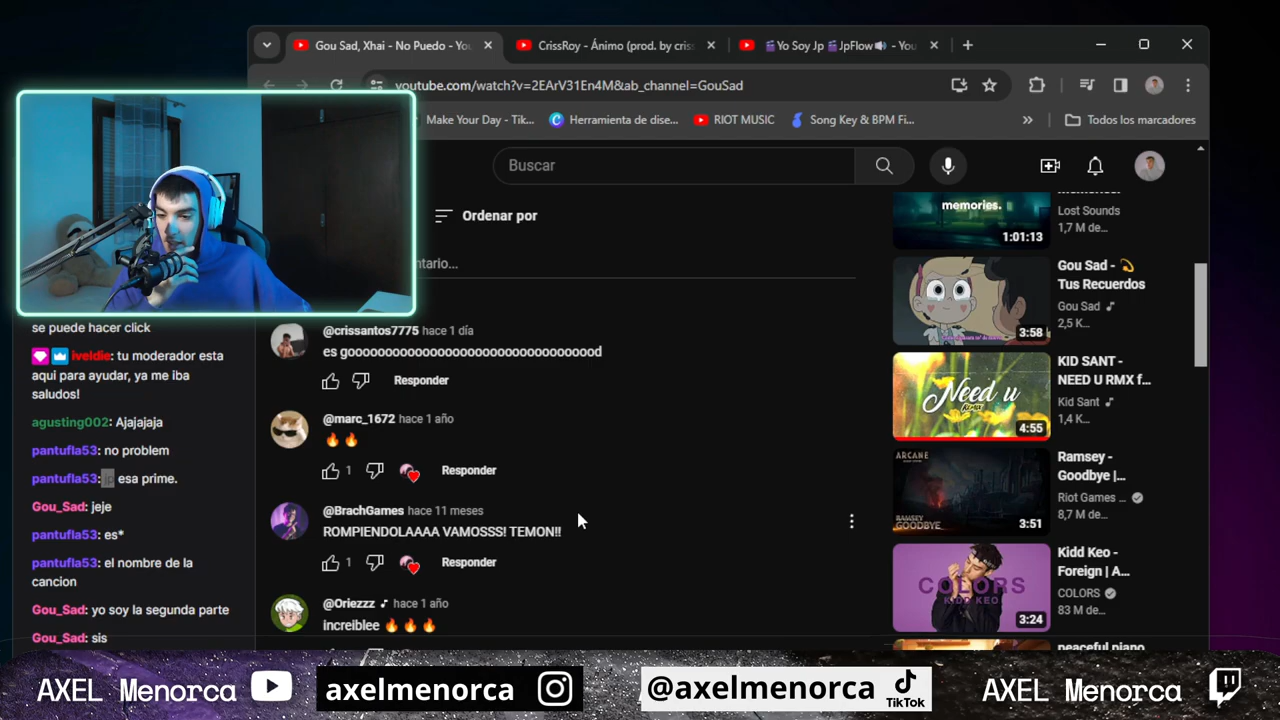 Gou Sad, Xhai - No Puedo - You
CrissRoy - Ánimo (prod. by criss
Yo Soy Jp JpFlow - You
youtube.com/watch?v=2EArV31En4M&ab_channel=GouSad
Make Your Day - Tik...
Herramienta de dise...
RIOT MUSIC
Song Key & BPM Fi...
»
Todos los marcadores
Buscar
Ordenar por
ntario...
@crissantos7775 hace 1 día
es gooooooooooooooooooooooooooooooooood
Responder
@marc_1672 hace 1 año
🔥🔥
1
Responder
@BrachGames hace 11 meses
ROMPIENDOLAAAA VAMOSSS! TEMON!!
1
Responder
@Oriezzz ♪ hace 1 año
increiblee 🔥🔥🔥
memories.
1:01:13
Lost Sounds
1,7 M de...
3:58
Gou Sad - 💫
Tus Recuerdos
Gou Sad ♪
2,5 K...
Need u
REMIX
4:55
KID SANT -
NEED U RMX f...
Kid Sant ♪
1,4 K...
ARCANE
RAMSEY
GOODBYE
3:51
Ramsey -
Goodbye |...
Riot Games ...
8,7 M de...
COLORS
KIDD KEO
3:24
Kidd Keo -
Foreign | A...
COLORS
83 M de...
peaceful piano
se puede hacer click
iveldie: tu moderador esta
aqui para ayudar, ya me iba
saludos!
agusting002: Ajajajaja
pantufla53: no problem
pantufla53: jp esa prime.
Gou_Sad: jeje
pantufla53: es*
pantufla53: el nombre de la
cancion
Gou_Sad: yo soy la segunda parte
Gou_Sad: sis
AXEL Menorca
axelmenorca
@axelmenorca
TikTok
AXEL Menorca